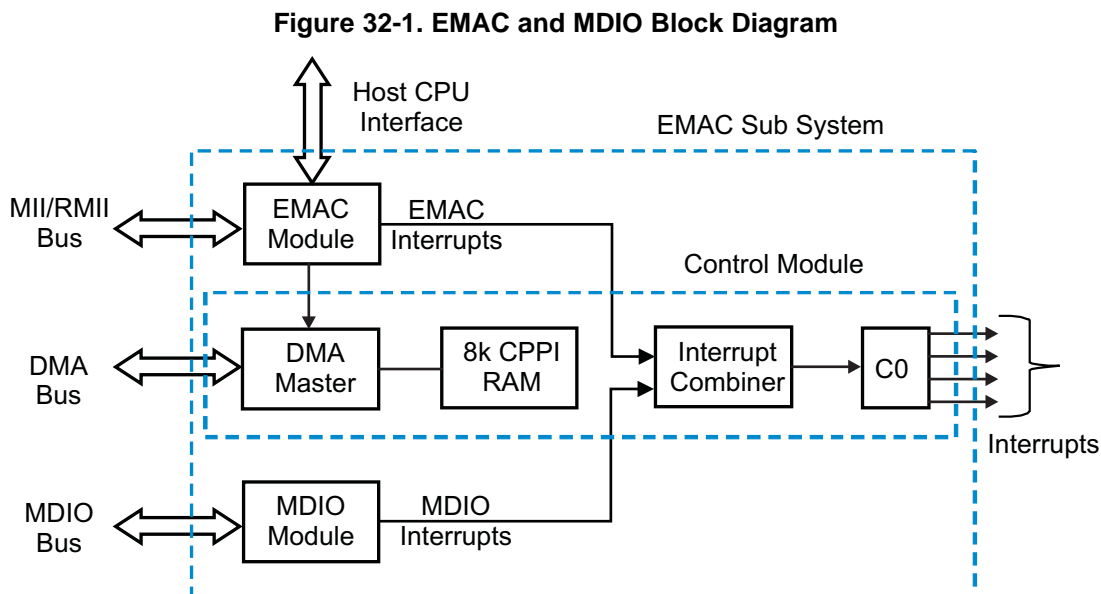 Figure 32-1. EMAC and MDIO Block Diagram
Host CPU
Interface
EMAC Sub System
MII/RMII
Bus
EMAC
Module
EMAC
Interrupts
Control Module
DMA
Bus
DMA
Master
8k CPPI
RAM
Interrupt
Combiner
C0
Interrupts
MDIO
Bus
MDIO
Module
MDIO
Interrupts